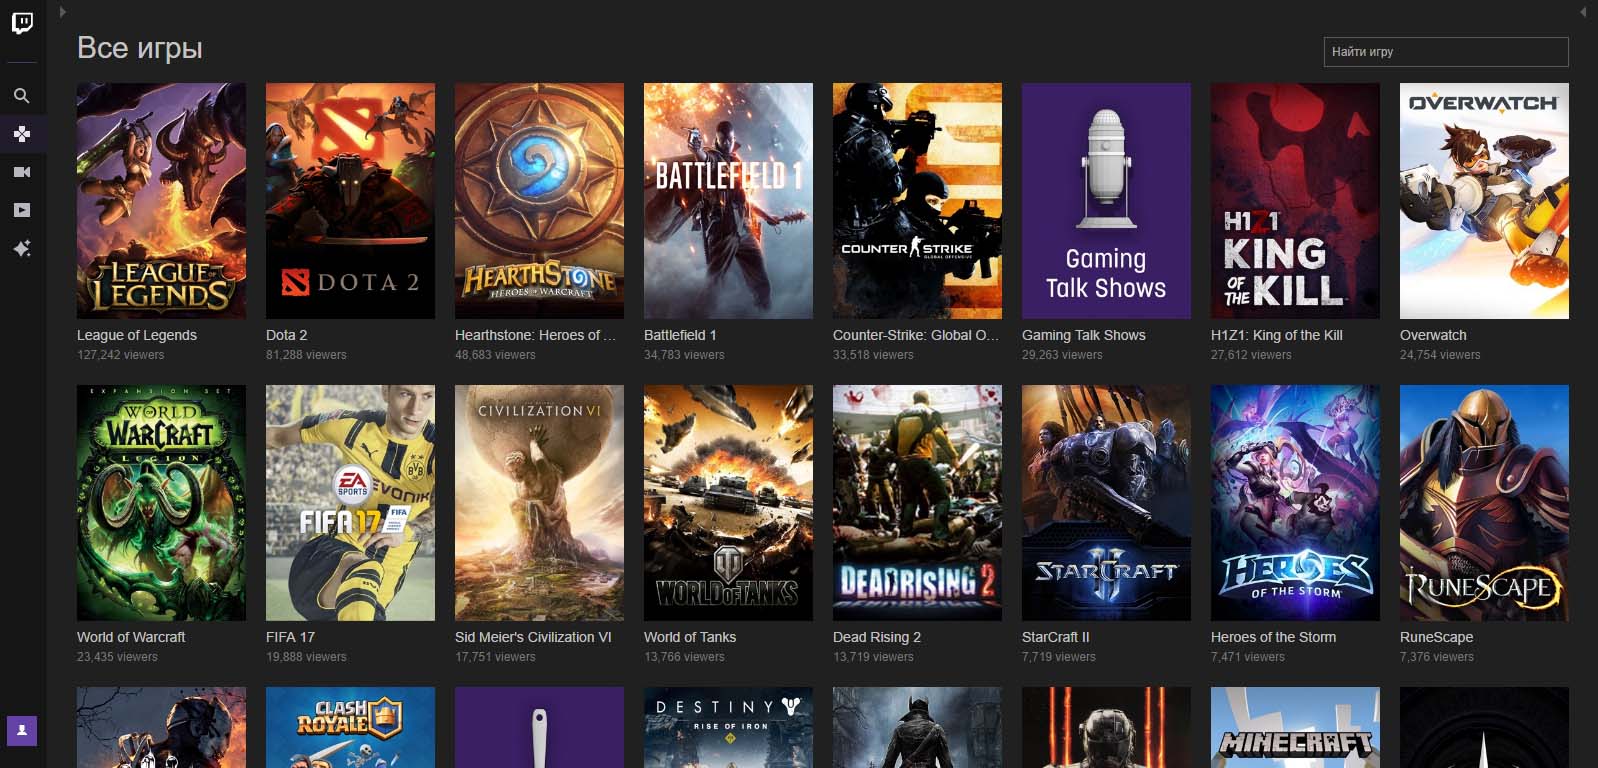 Все игры
Найти игру
LEAGUE OF LEGENDS
DOTA 2
HEARTHSTONE
HEROES OF WARCRAFT
BATTLEFIELD 1
COUNTER STRIKE
GLOBAL OFFENSIVE
Gaming
Talk Shows
H1Z1
KING
OF THE KILL
OVERWATCH
League of Legends
Dota 2
Hearthstone: Heroes of ...
Battlefield 1
Counter-Strike: Global O...
Gaming Talk Shows
H1Z1: King of the Kill
Overwatch
127,242 viewers
81,288 viewers
48,683 viewers
34,783 viewers
33,518 viewers
29,263 viewers
27,612 viewers
24,754 viewers
EXPANSION SET
WORLD OF WARCRAFT
LEGION
EA
SPORTS
EVONIK
BVB
09
FIFA 17
FIFA
CIVILIZATION VI
WORLD OF TANKS
DEADRISING 2
STARCRAFT
II
HEROES
OF THE STORM
RUNESCAPE
World of Warcraft
FIFA 17
Sid Meier's Civilization VI
World of Tanks
Dead Rising 2
StarCraft II
Heroes of the Storm
RuneScape
23,435 viewers
19,888 viewers
17,751 viewers
13,766 viewers
13,719 viewers
7,719 viewers
7,471 viewers
7,376 viewers
CLASH
ROYALE
DESTINY
RISE OF IRON
MINECRAFT